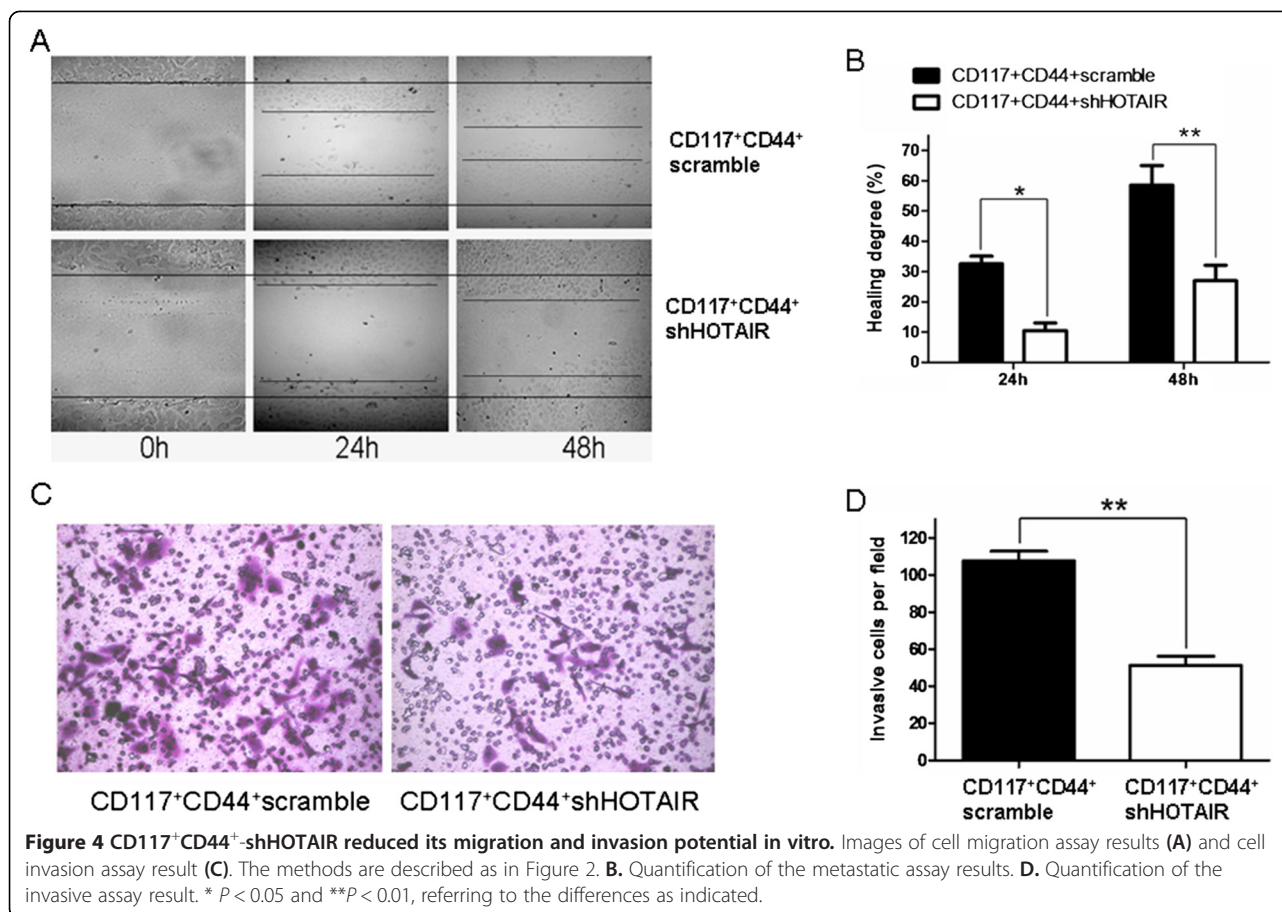 A
CD117+CD44+
scramble
CD117+CD44+
shHOTAIR
0h 24h 48h
B
CD117+CD44+scramble
CD117+CD44+shHOTAIR
Healing degree (%)
70
60
50
40
30
20
10
0
*
**
24h 48h
C
CD117+CD44+scramble CD117+CD44+shHOTAIR
D
Invasive cells per field
120
100
80
60
40
20
0
**
CD117+CD44+
scramble
CD117+CD44+
shHOTAIR
Figure 4 CD117+CD44+-shHOTAIR reduced its migration and invasion potential in vitro. Images of cell migration assay results (A) and cell
invasion assay result (C). The methods are described as in Figure 2. B. Quantification of the metastatic assay results. D. Quantification of the
invasive assay result. * P < 0.05 and **P < 0.01, referring to the differences as indicated.